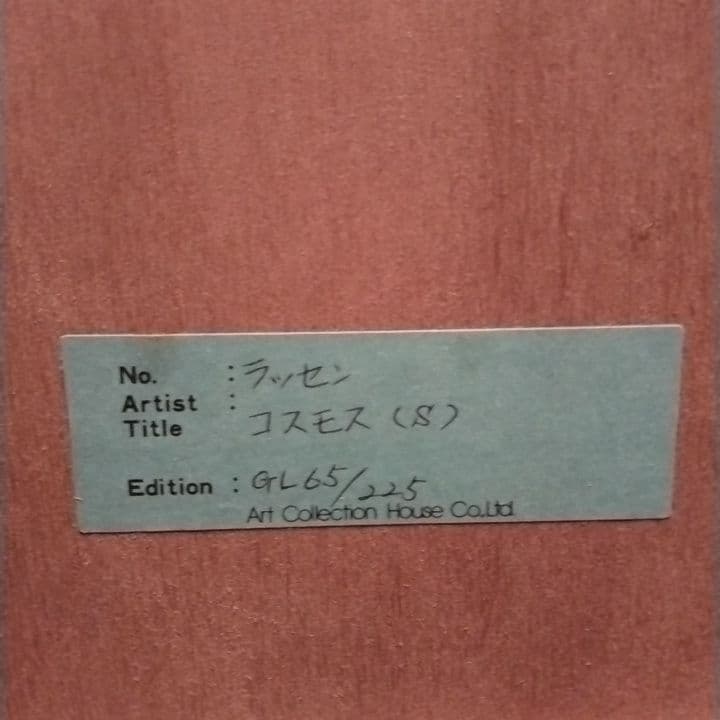 No. : ラッセン
Artist :
Title コスモス (S)
Edition : GL65/225
Art Collection House Co.,Ltd.